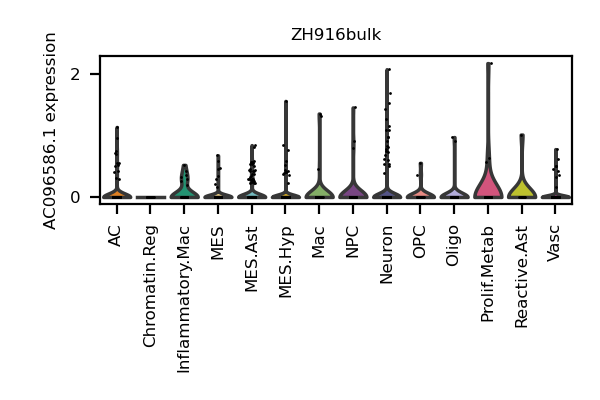 ZH916bulk
AC096586.1 expression
2
0
AC
Chromatin.Reg
Inflammatory.Mac
MES
MES.Ast
MES.Hyp
Mac
NPC
Neuron
OPC
Oligo
Prolif.Metab
Reactive.Ast
Vasc